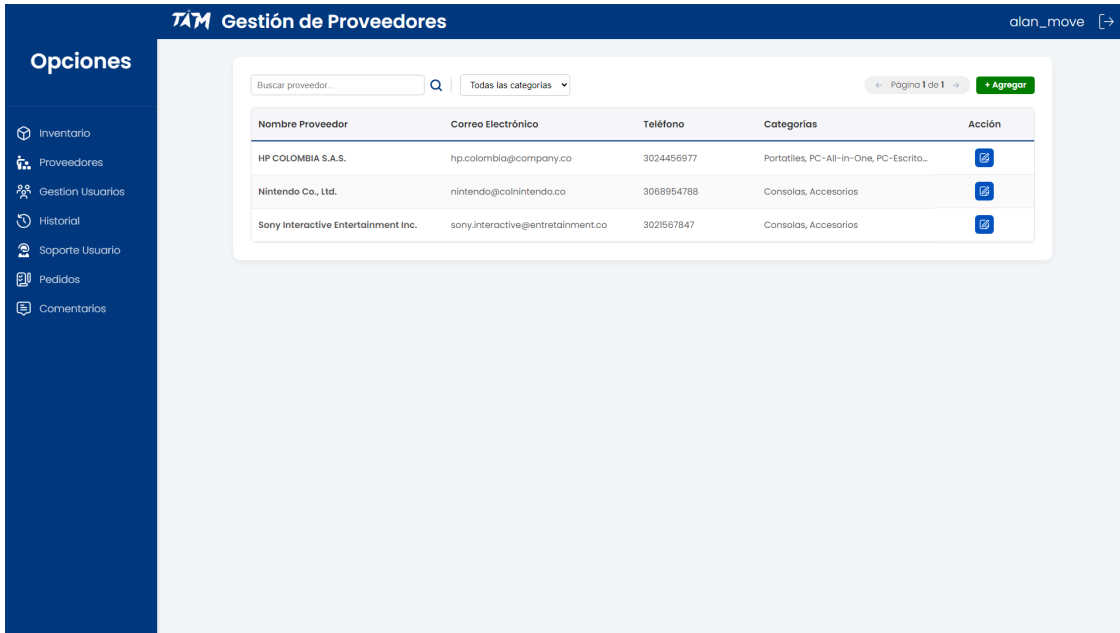 TAM Gestión de Proveedores
alan_move
Opciones
Inventario
Proveedores
Gestion Usuarios
Historial
Soporte Usuario
Pedidos
Comentarios
Buscar proveedor...
Todas las categorias
← Página 1 de 1 →
+ Agregar
Nombre Proveedor Correo Electrónico Teléfono Categorías Acción
HP COLOMBIA S.A.S. hp.colombia@company.co 3024456977 Portatiles, PC-All-in-One, PC-Escrito...
Nintendo Co., Ltd. nintendo@colnintendo.co 3068954788 Consolas, Accesorios
Sony Interactive Entertainment Inc. sony.interactive@entretainment.co 3021567847 Consolas, Accesorios